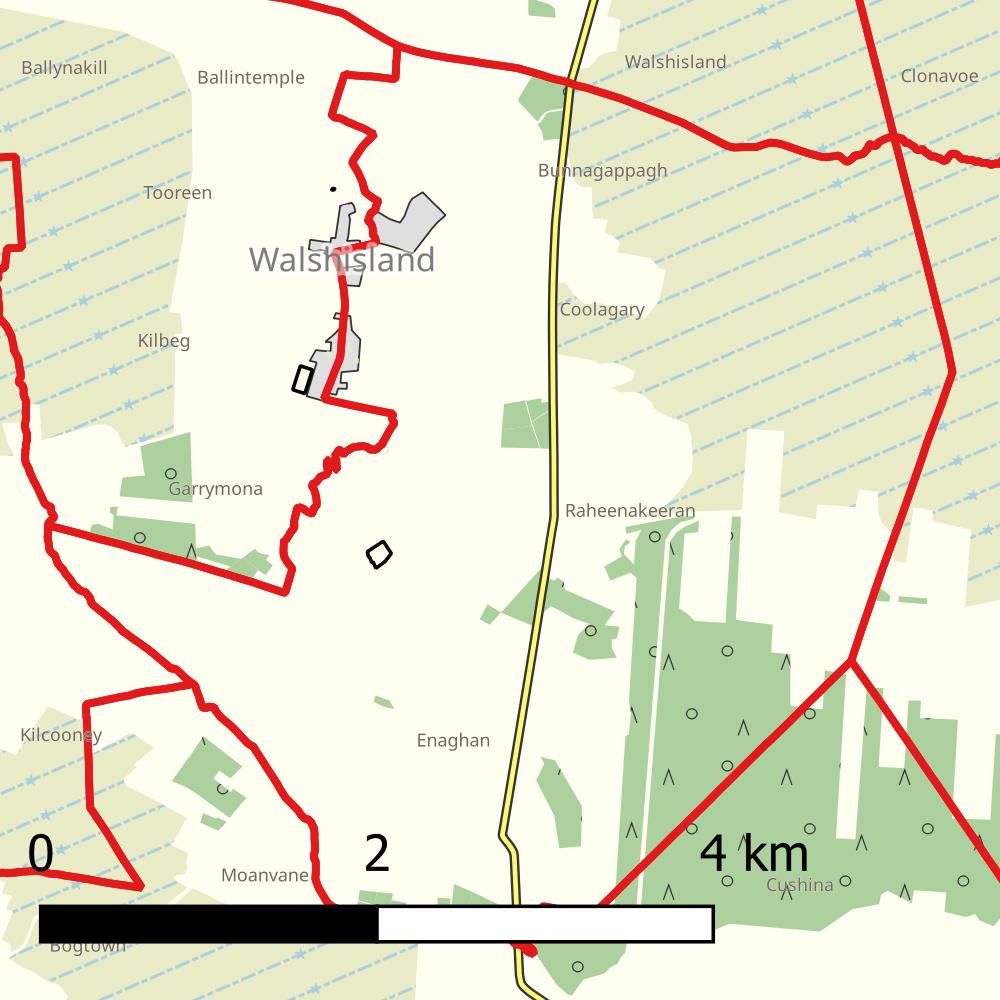 Walshisland
Ballynakill
Ballintemple
Clonavoe
Bunnagappagh
Tooreen
Walshisland
Coolagary
Kilbeg
Garrymona
Raheenakeeran
Kilcooney
Enaghan
0 2 4 km
Moanvane
Cushina
Bogtown